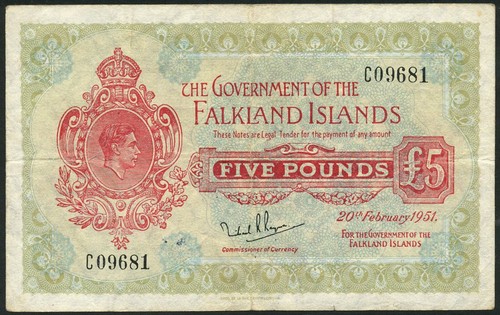 C09681
THE GOVERNMENT OF THE
FALKLAND ISLANDS
These Notes are Legal Tender for the payment of any amount
FIVE POUNDS
£5
20th February 1951.
Commissioner of Currency
FOR THE GOVERNMENT OF THE
FALKLAND ISLANDS
C09681